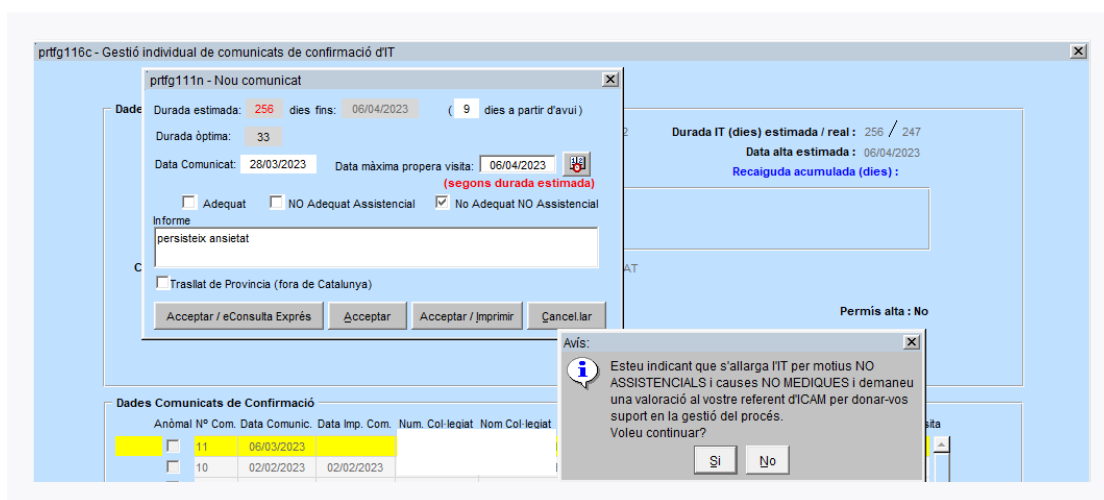 prtfg116c - Gestió individual de comunicats de confirmació d'IT
prtfg111n - Nou comunicat
Durada estimada: 256 dies fins: 06/04/2023 ( 9 dies a partir d'avui )
Durada òptima: 33
Data Comunicat: 28/03/2023 Data màxima propera visita: 06/04/2023
(segons durada estimada)
Adequat NO Adequat Assistencial No Adequat NO Assistencial
Informe
persisteix ansietat
Trasllat de Provincia (fora de Catalunya)
Acceptar / eConsulta Exprés Acceptar Acceptar / Imprimir Cancel.lar
Durada IT (dies) estimada / real : 256 / 247
Data alta estimada : 06/04/2023
Recaiguda acumulada (dies) :
Permís alta : No
Avís:
Esteu indicant que s'allarga l'IT per motius NO
ASSISTENCIALS i causes NO MEDIQUES i demaneu
una valoració al vostre referent d'ICAM per donar-vos
suport en la gestió del procés.
Voleu continuar?
Si No
Dades Comunicats de Confirmació
Anòmal Nº Com. Data Comunic. Data Imp. Com. Num. Col·legiat Nom Col·legiat
11 06/03/2023
10 02/02/2023 02/02/2023